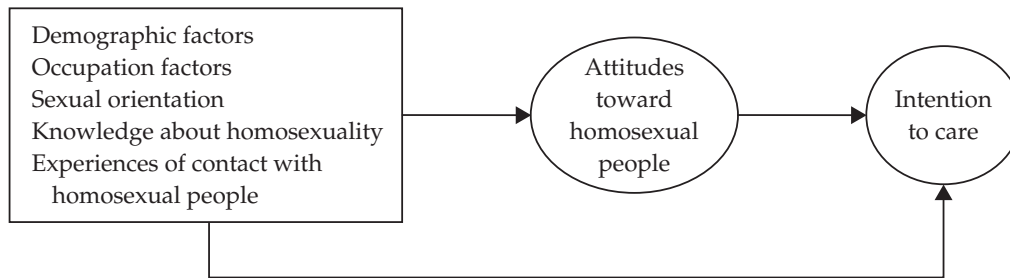 Demographic factors
Occupation factors
Sexual orientation
Knowledge about homosexuality
Experiences of contact with
homosexual people
Attitudes
toward
homosexual
people
Intention
to care